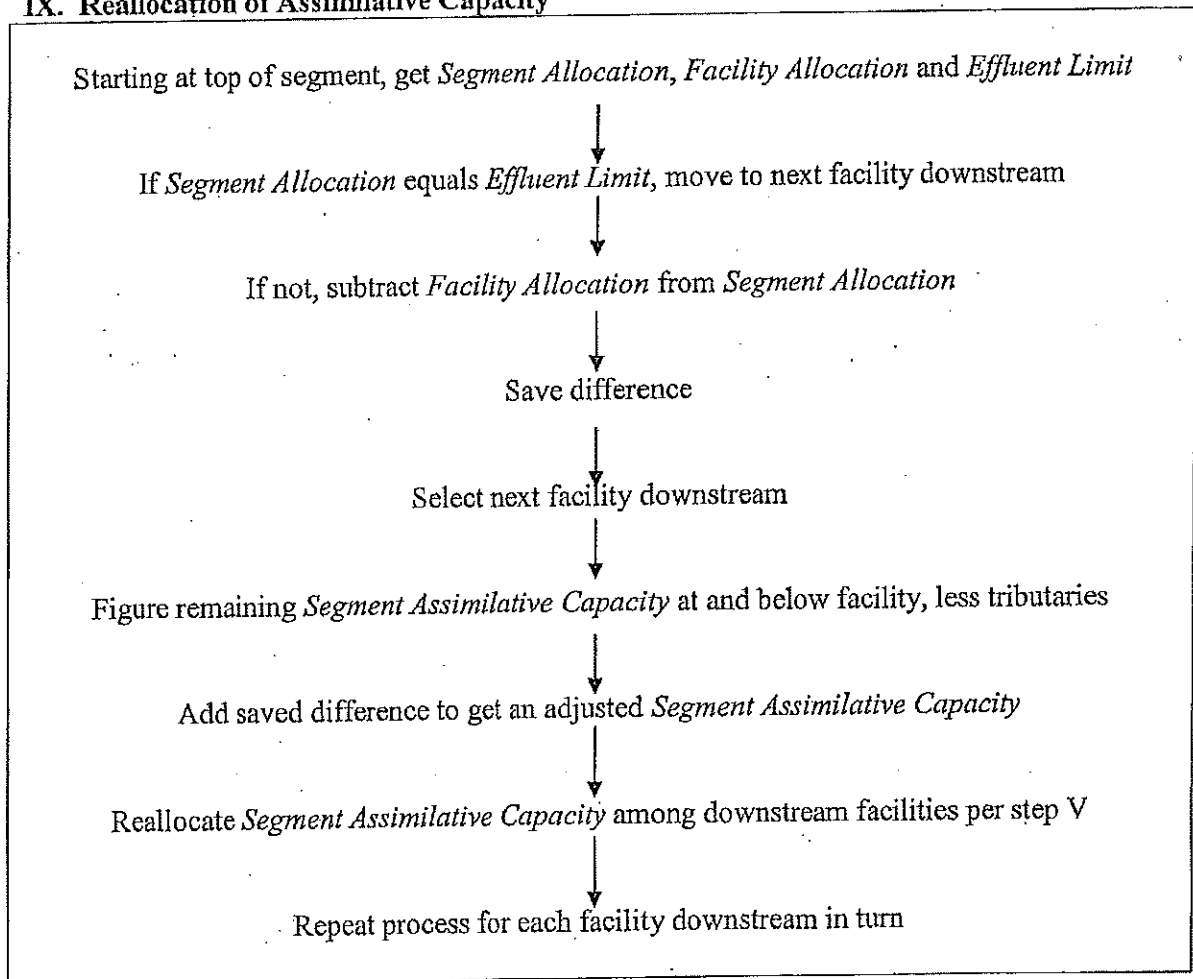 IX. Reallocation of Assimilative Capacity
Starting at top of segment, get Segment Allocation, Facility Allocation and Effluent Limit
If Segment Allocation equals Effluent Limit, move to next facility downstream
If not, subtract Facility Allocation from Segment Allocation
Save difference
Select next facility downstream
Figure remaining Segment Assimilative Capacity at and below facility, less tributaries
Add saved difference to get an adjusted Segment Assimilative Capacity
Reallocate Segment Assimilative Capacity among downstream facilities per step V
Repeat process for each facility downstream in turn